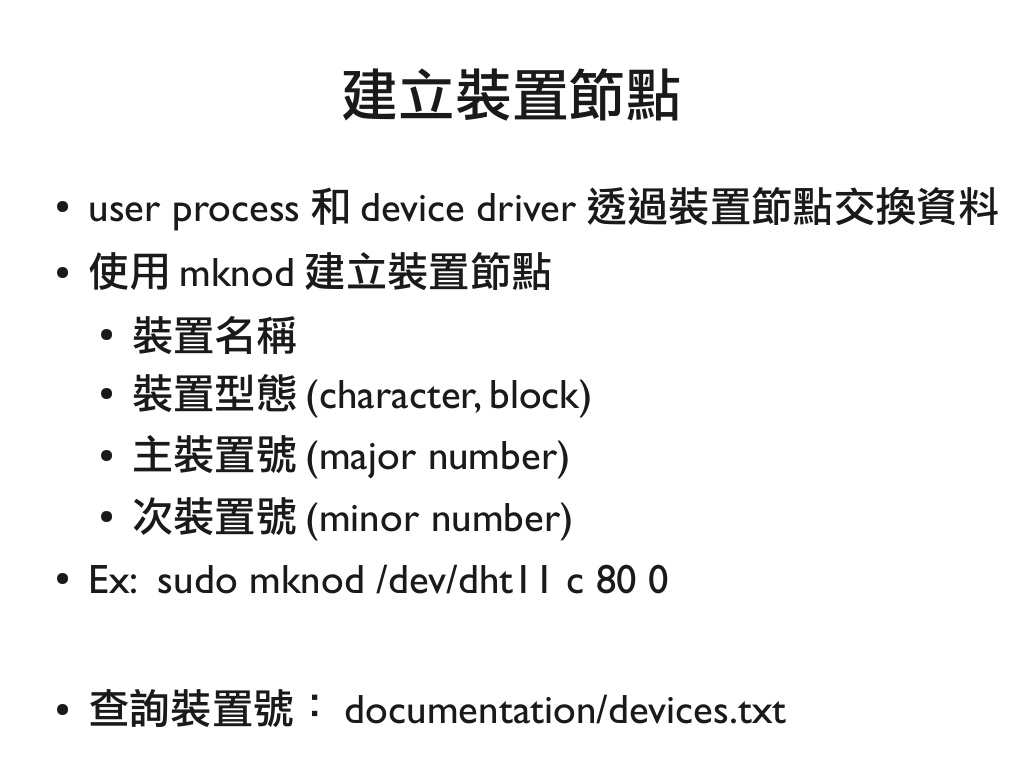 建立裝置節點
• user process 和 device driver 透過裝置節點交換資料
• 使用 mknod 建立裝置節點
• 裝置名稱
• 裝置型態 (character, block)
• 主裝置號 (major number)
• 次裝置號 (minor number)
• Ex: sudo mknod /dev/dht11 c 80 0
• 查詢裝置號： documentation/devices.txt